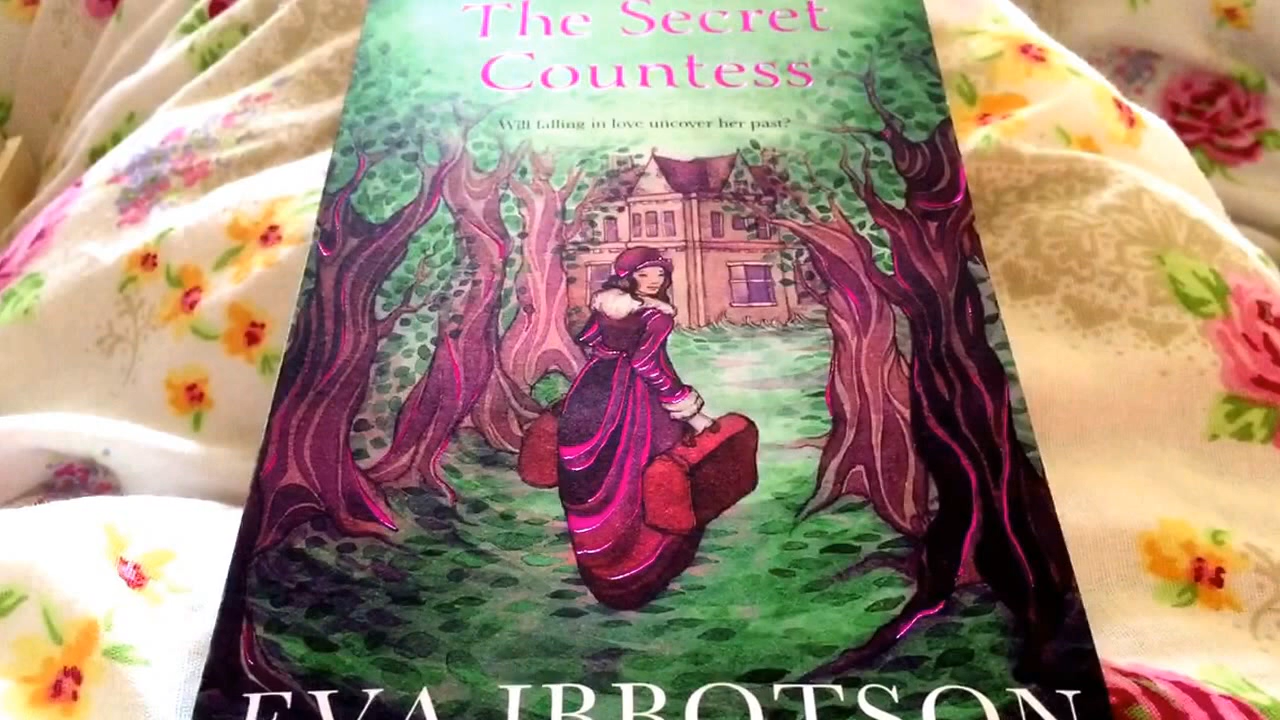 The Secret
Countess
Will falling in love uncover her past?
EVA IBBOTSON